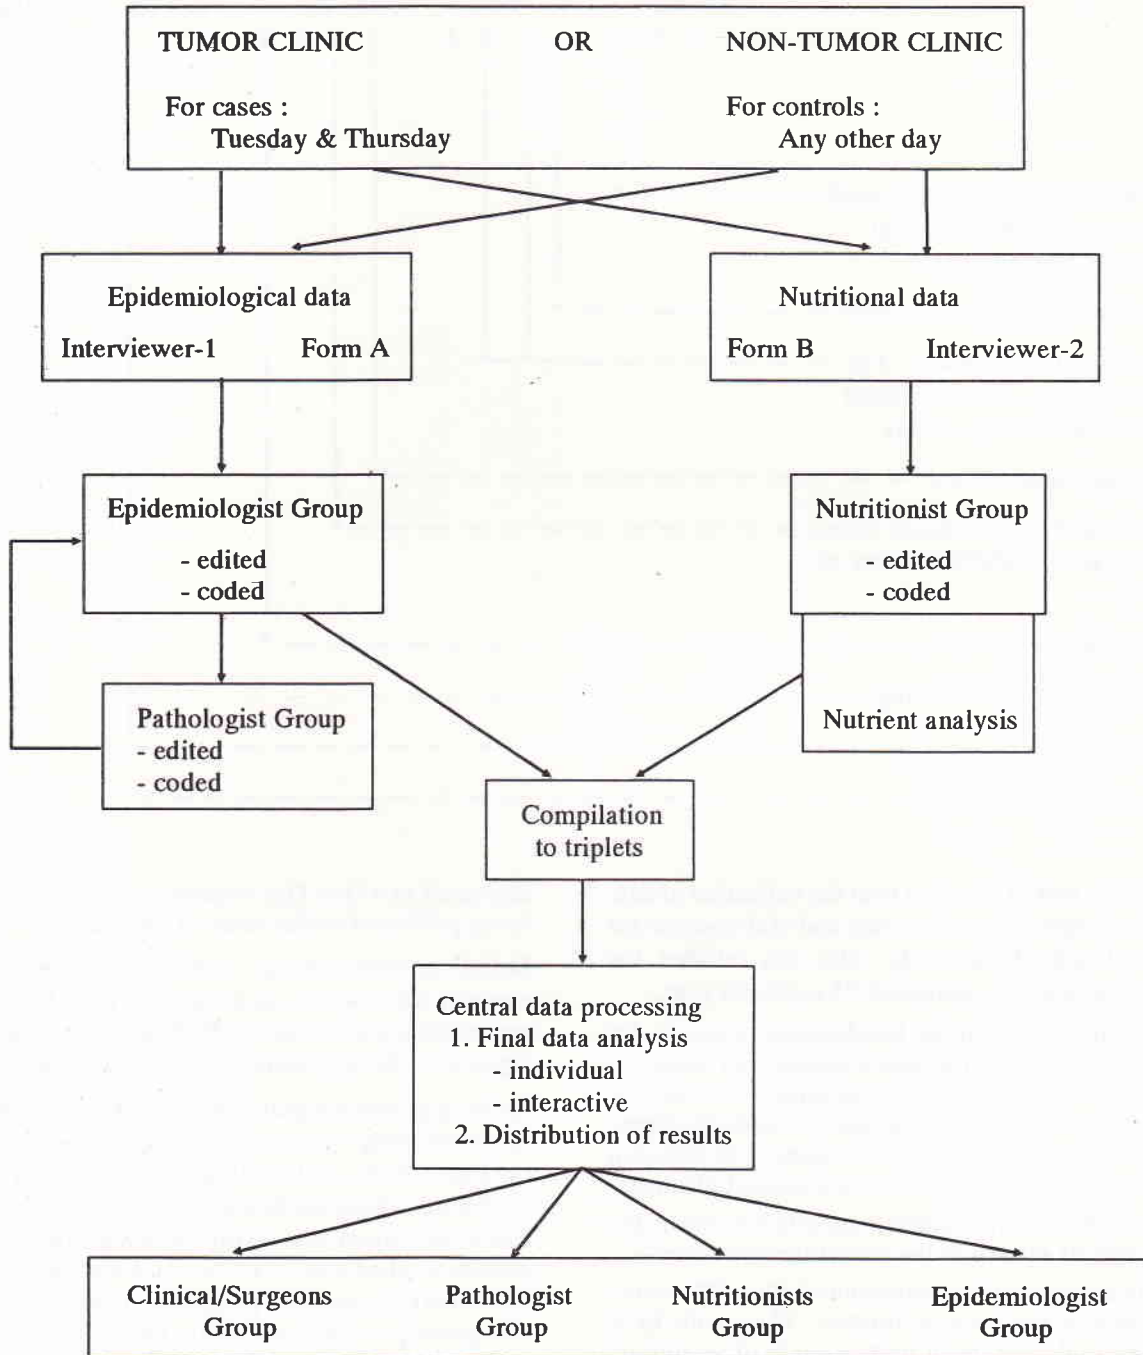 TUMOR CLINIC OR NON-TUMOR CLINIC
For cases :
Tuesday & Thursday
For controls :
Any other day
Epidemiological data
Interviewer-1 Form A
Nutritional data
Form B Interviewer-2
Epidemiologist Group
- edited
- coded
Nutritionist Group
- edited
- coded
Pathologist Group
- edited
- coded
Nutrient analysis
Compilation
to triplets
Central data processing
1. Final data analysis
- individual
- interactive
2. Distribution of results
Clinical/Surgeons
Group
Pathologist
Group
Nutritionists
Group
Epidemiologist
Group